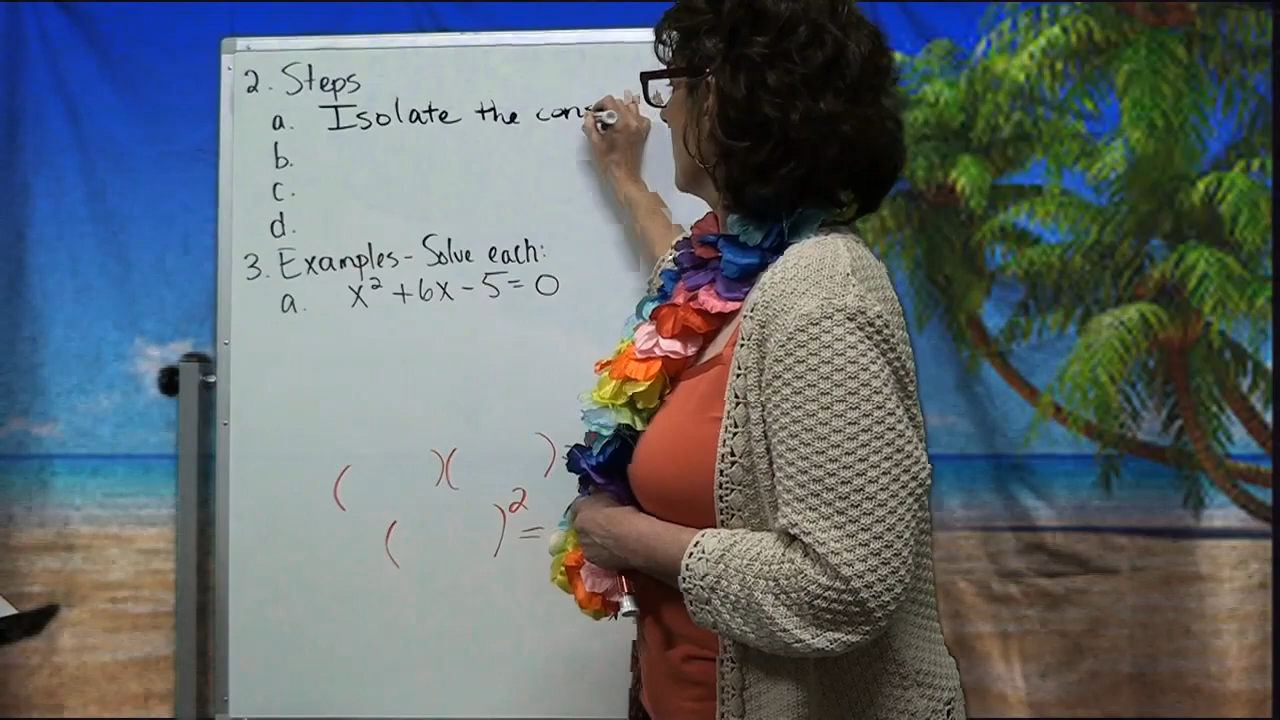 2. Steps
a. Isolate the con
b.
c.
d.
3. Examples - Solve each:
a. x² + 6x - 5 = 0
( )( )
( )² =